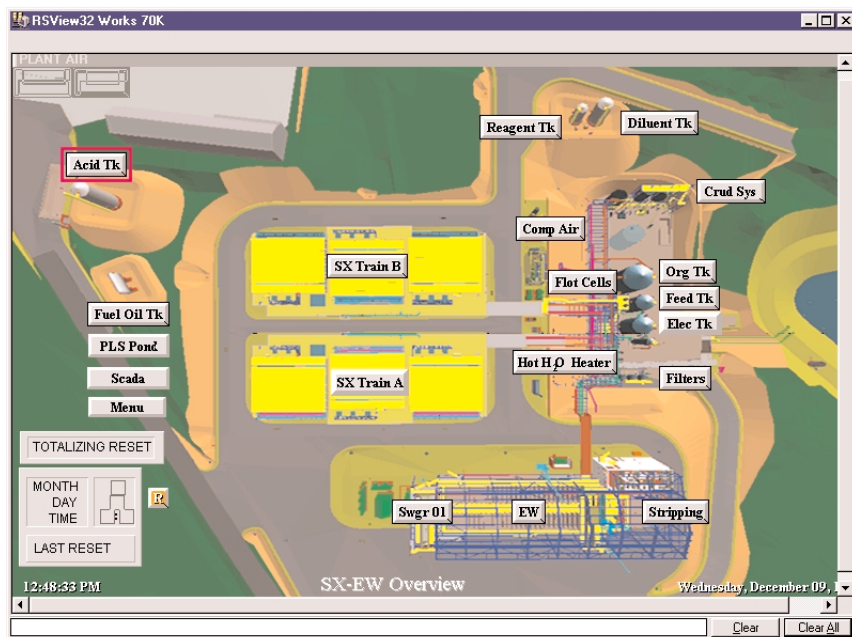 RSView32 Works 70K
PLANT AIR
Reagent Tk
Diluent Tk
Acid Tk
Crud Sys
Comp Air
SX Train B
Org Tk
Flot Cells
Feed Tk
Fuel Oil Tk
Elec Tk
PLS Pond
Hot H2O Heater
Scada
SX Train A
Filters
Menu
TOTALIZING RESET
MONTH
DAY
TIME
R
Swgr 01
EW
Stripping
LAST RESET
12:48:33 PM
SX-EW Overview
Wednesday, December 09,
Clear
Clear All